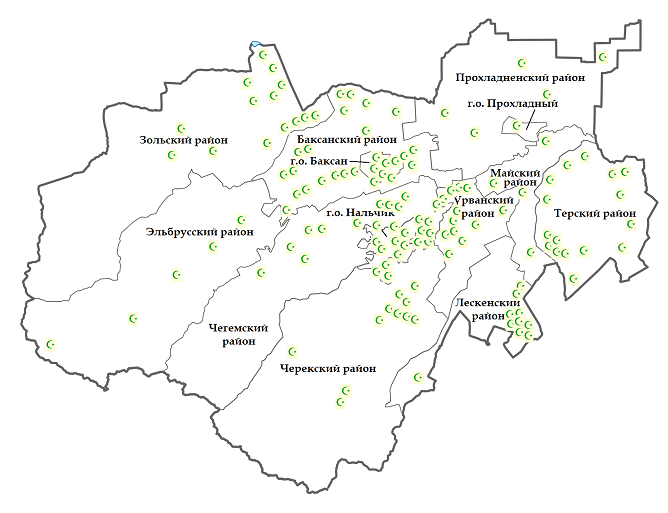 Прохладненский район
г.о. Прохладный
Зольский район
Баксанский район
г.о. Баксан
Майский
район
Урванский
район
г.о. Нальчик
Терский район
Эльбрусский район
Лескенский
район
Чегемский
район
Черекский район